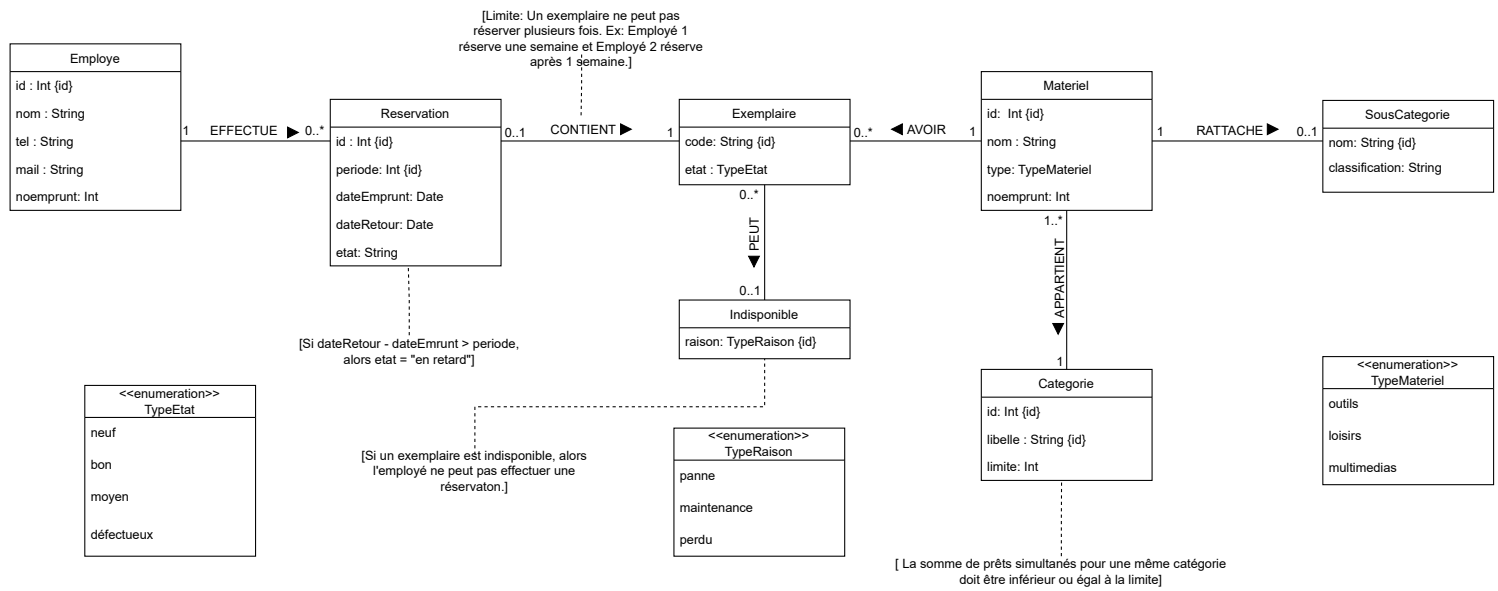 [Limite: Un exemplaire ne peut pas
réserver plusieurs fois. Ex: Employé 1
réserve une semaine et Employé 2 réserve
après 1 semaine.]
Employe
id : Int {id}
nom : String
tel : String
mail : String
noemprunt: Int
1
EFFECTUE
0..*
Reservation
id : Int {id}
periode: Int {id}
dateEmprunt: Date
dateRetour: Date
etat: String
0..1
CONTIENT
1
Exemplaire
code: String {id}
etat : TypeEtat
0..*
AVOIR
1
Materiel
id: Int {id}
nom : String
type: TypeMateriel
noemprunt: Int
1
RATTACHE
0..1
SousCategorie
nom: String {id}
classification: String
0..*
PEUT
0..1
Indisponible
raison: TypeRaison {id}
1..*
APPARTIENT
1
Categorie
id: Int {id}
libelle : String {id}
limite: Int
[Si dateRetour - dateEmrunt > periode,
alors etat = "en retard"]
<<enumeration>>
TypeEtat
neuf
bon
moyen
défectueux
[Si un exemplaire est indisponible, alors
l'employé ne peut pas effectuer une
réservaton.]
<<enumeration>>
TypeRaison
panne
maintenance
perdu
<<enumeration>>
TypeMateriel
outils
loisirs
multimedias
[ La somme de prêts simultanés pour une même catégorie
doit être inférieur ou égal à la limite]